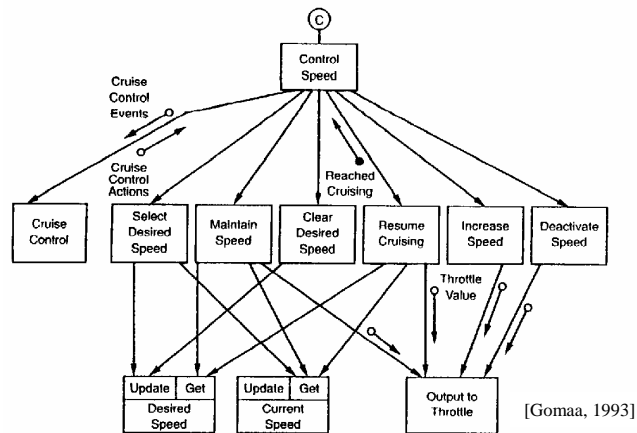 C
Control
Speed
Cruise
Control
Events
Cruise
Control
Actions
Reached
Cruising
Cruise
Control
Select
Desired
Speed
Maintain
Speed
Clear
Desired
Speed
Resume
Cruising
Increase
Speed
Deactivate
Speed
Throttle
Value
Update Get
Desired
Speed
Update Get
Current
Speed
Output to
Throttle
[Gomaa, 1993]